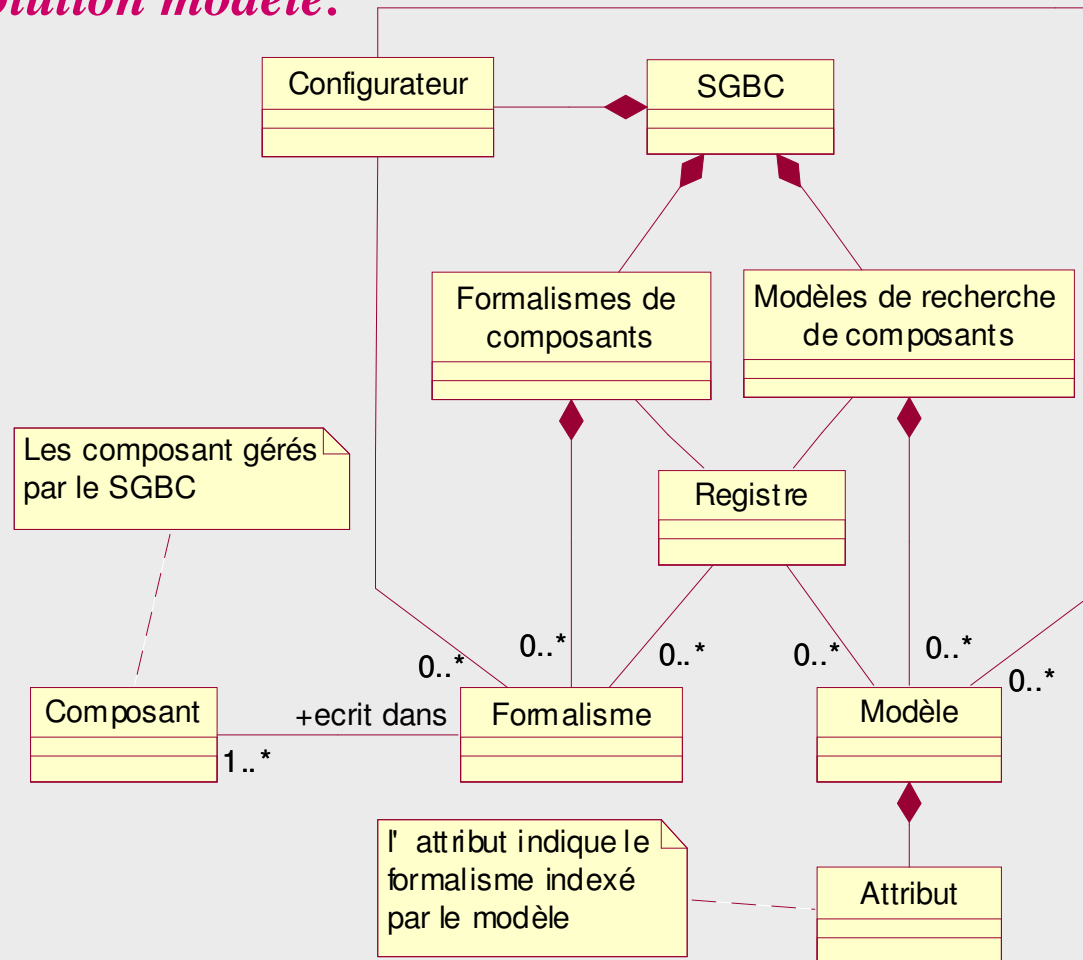 modèle:
Configurateur
SGBC
Formalismes de
composants
Modèles de recherche
de composants
Les composant gérés
par le SGBC
Registre
0..*
0..*
0..*
0..*
0..*
0..*
Composant
+ecrit dans
Formalisme
Modèle
1..*
l' attribut indique le
formalisme indexé
par le modèle
Attribut